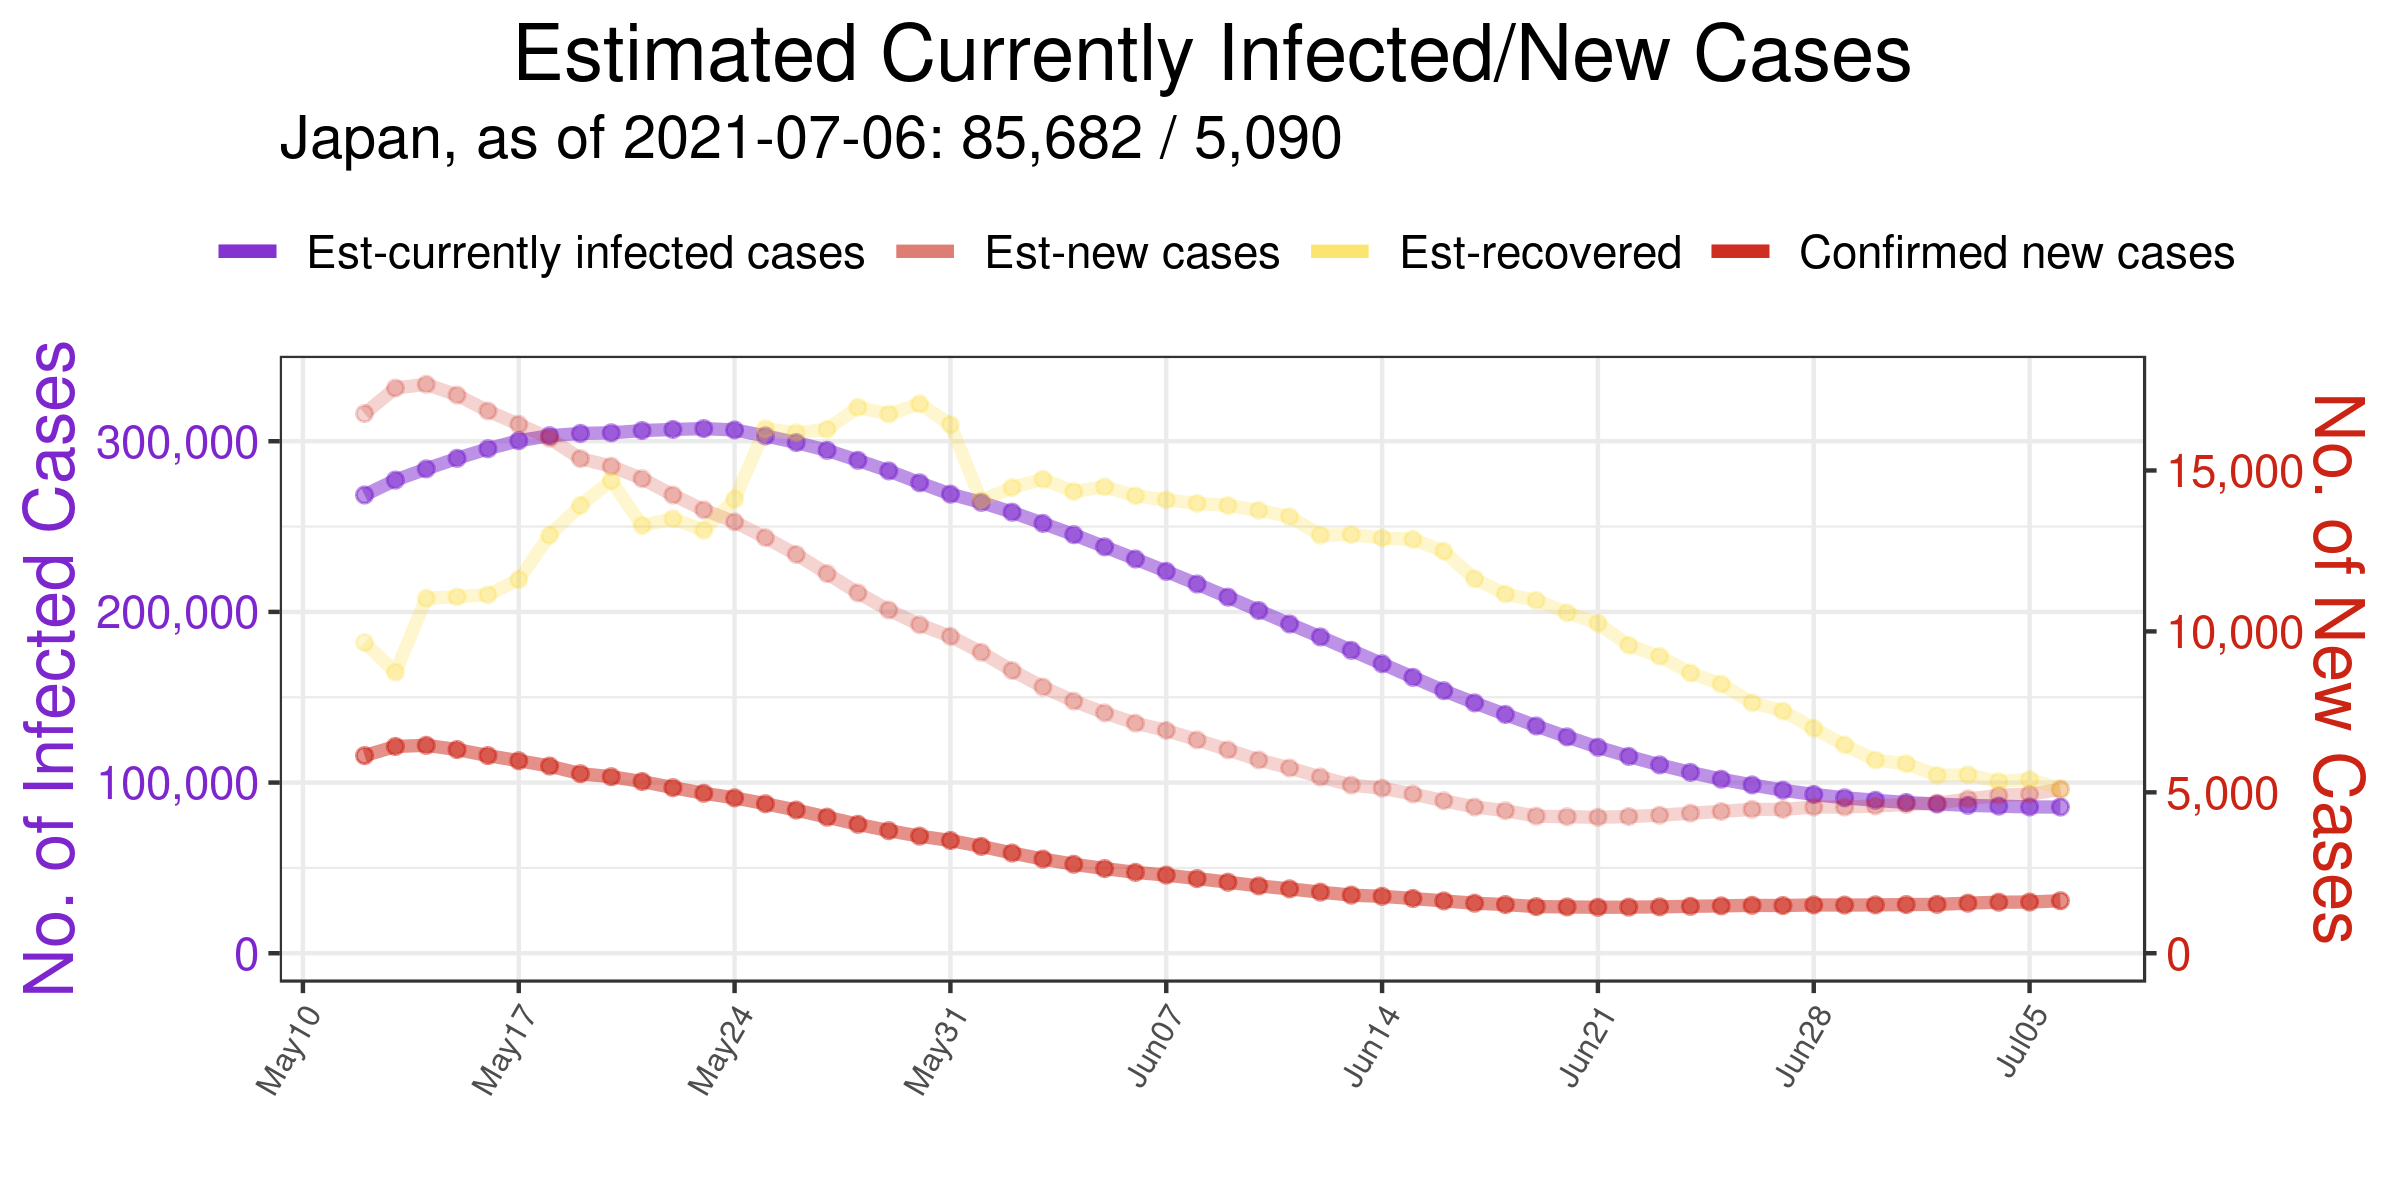 Estimated Currently Infected/New Cases
Japan, as of 2021-07-06: 85,682 / 5,090
Est-currently infected cases Est-new cases Est-recovered Confirmed new cases
No. of Infected Cases
300,000
200,000
100,000
0
15,000
10,000
5,000
0
No. of New Cases
May10 May17 May24 May31 Jun07 Jun14 Jun21 Jun28 Jul05